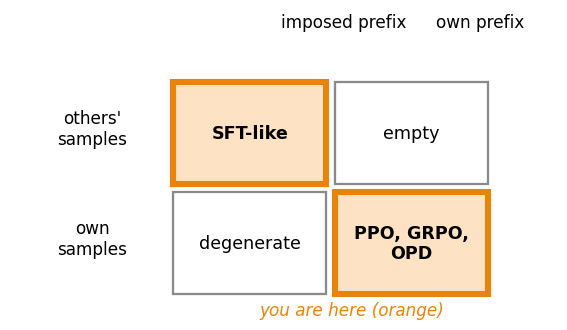 imposed prefix own prefix
others'
samples
SFT-like
empty
own
samples
degenerate
PPO, GRPO,
OPD
you are here (orange)